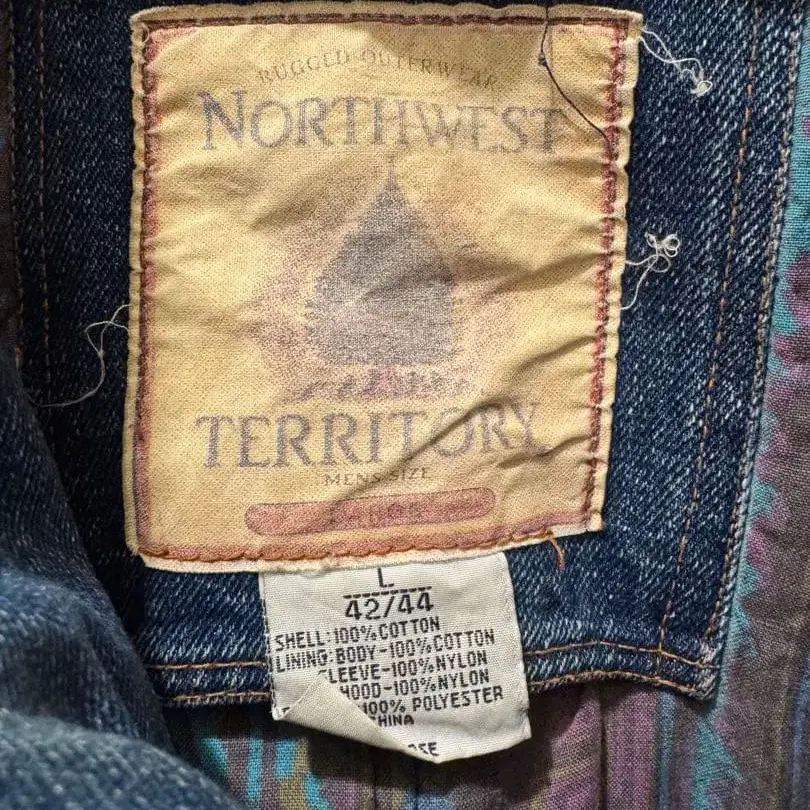 RUGGED OUTERWEAR
NORTHWEST
TERRITORY
MENS SIZE
L
42/44
SHELL:100%COTTON
LINING:BODY-100%COTTON
SLEEVE-100%NYLON
HOOD-100%NYLON
100% POLYESTER